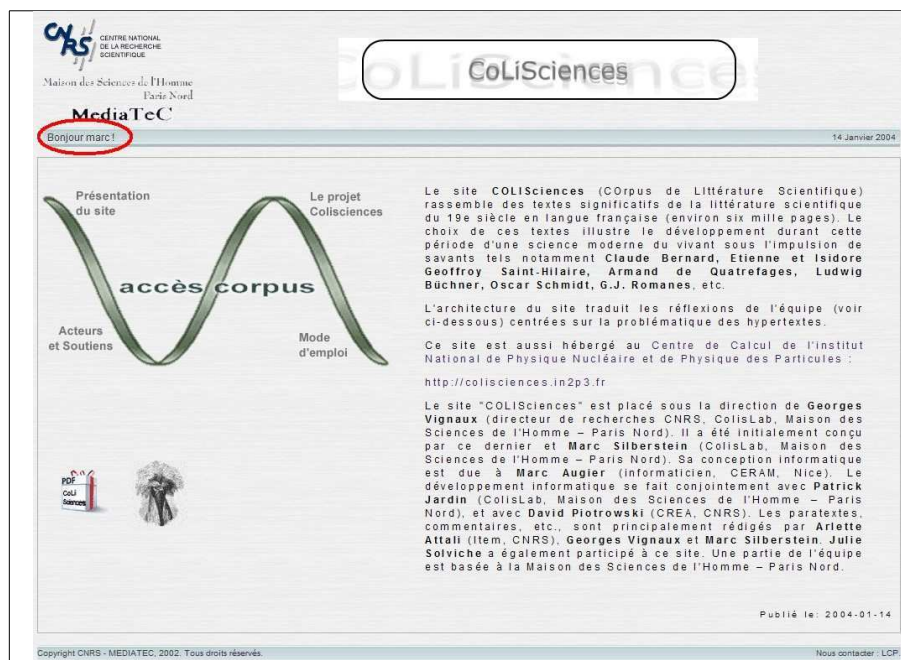 CNRS
CENTRE NATIONAL
DE LA RECHERCHE
SCIENTIFIQUE
Maison des Sciences de l'Homme
Paris Nord
MediaTeC
CoLiSciences
Bonjour marc !
14 Janvier 2004
Présentation
du site
Le projet
Colisciences
accès corpus
Acteurs
et Soutiens
Mode
d'emploi
PDF
CoLi
Sciences
Le site COLISciences (COrpus de LIttérature Scientifique)
rassemble des textes significatifs de la littérature scientifique
du 19e siècle en langue française (environ six mille pages). Le
choix de ces textes illustre le développement durant cette
période d'une science moderne du vivant sous l'impulsion de
savants tels notamment Claude Bernard, Etienne et Isidore
Geoffroy Saint-Hilaire, Armand de Quatrefages, Ludwig
Büchner, Oscar Schmidt, G.J. Romanes, etc.
L'architecture du site traduit les réflexions de l'équipe (voir
ci-dessous) centrées sur la problématique des hypertextes.
Ce site est aussi hébergé au Centre de Calcul de l'institut
National de Physique Nucléaire et de Physique des Particules :
http://colisciences.in2p3.fr
Le site "COLISciences" est placé sous la direction de Georges
Vignaux (directeur de recherches CNRS, ColisLab, Maison des
Sciences de l'Homme – Paris Nord). Il a été initialement conçu
par ce dernier et Marc Silberstein (ColisLab, Maison des
Sciences de l'Homme – Paris Nord). Sa conception informatique
est due à Marc Augier (informaticien, CERAM, Nice). Le
développement informatique se fait conjointement avec Patrick
Jardin (ColisLab, Maison des Sciences de l'Homme – Paris
Nord), et avec David Piotrowski (CREA, CNRS). Les paratextes,
commentaires, etc., sont principalement rédigés par Arlette
Attali (Item, CNRS), Georges Vignaux et Marc Silberstein. Julie
Solviche a également participé à ce site. Une partie de l'équipe
est basée à la Maison des Sciences de l'Homme – Paris Nord.
Publié le: 2004-01-14
Copyright CNRS - MEDIATEC, 2002. Tous droits réservés.
Nous contacter : LCP